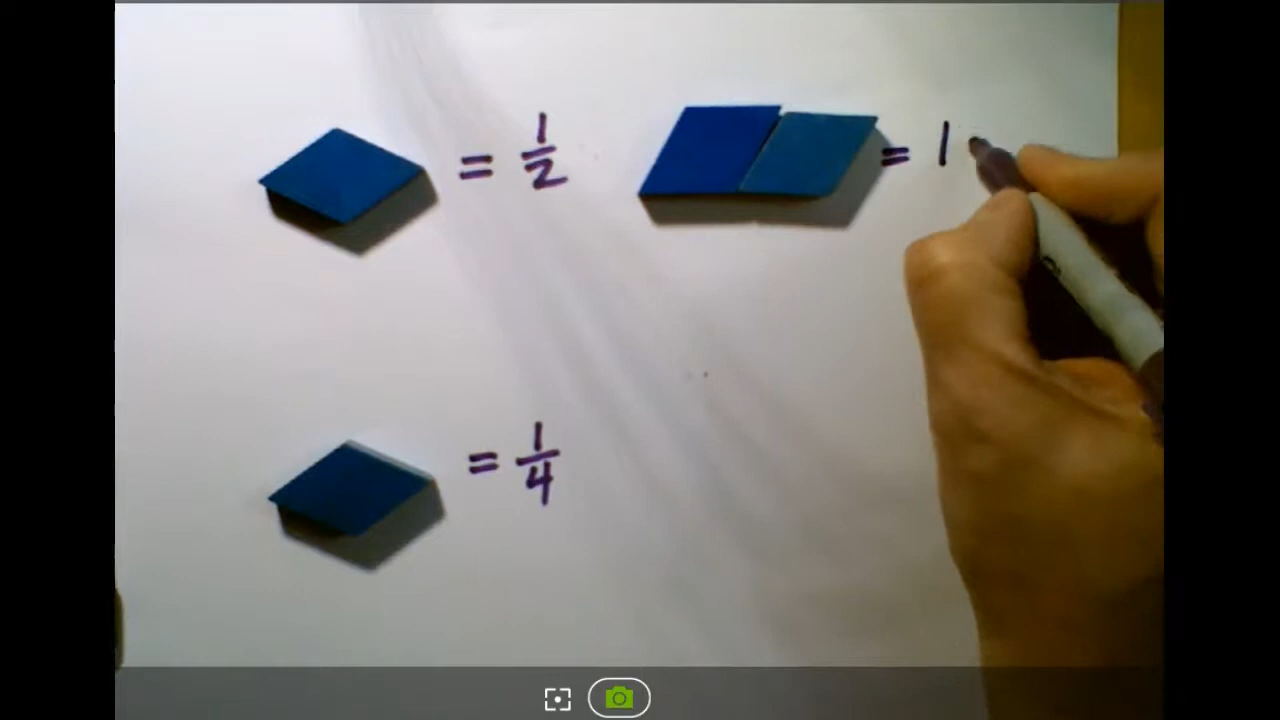 = 1/2
= 1
= 1/4